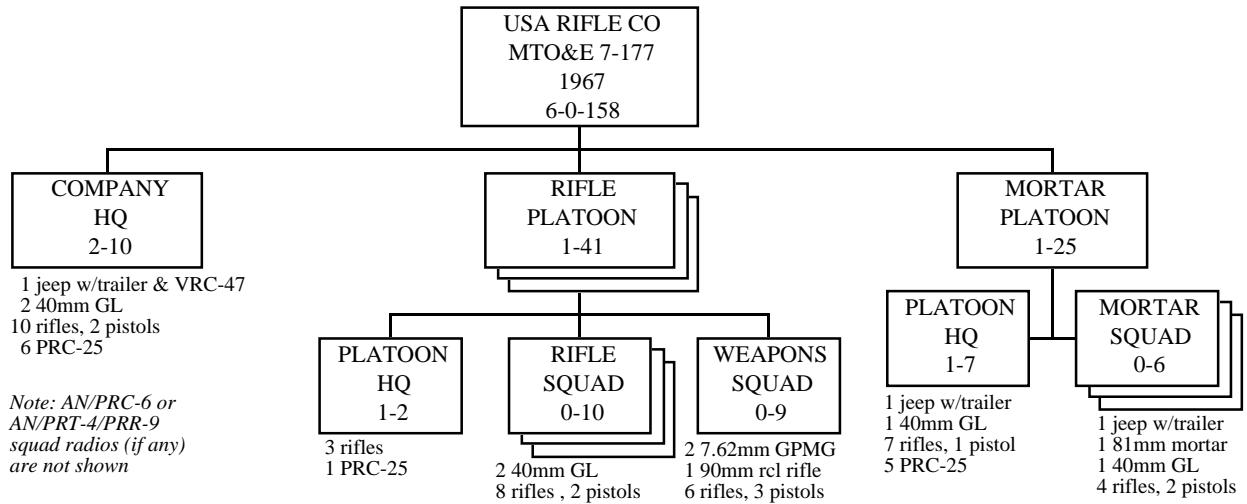 USA RIFLE CO
MTO&E 7-177
1967
6-0-158
COMPANY
HQ
2-10
1 jeep w/trailer & VRC-47
2 40mm GL
10 rifles, 2 pistols
6 PRC-25
Note: AN/PRC-6 or
AN/PRT-4/PRR-9
squad radios (if any)
are not shown
RIFLE
PLATOON
1-41
PLATOON
HQ
1-2
3 rifles
1 PRC-25
RIFLE
SQUAD
0-10
2 40mm GL
8 rifles , 2 pistols
WEAPONS
SQUAD
0-9
2 7.62mm GPMG
1 90mm rcl rifle
6 rifles, 3 pistols
MORTAR
PLATOON
1-25
PLATOON
HQ
1-7
1 jeep w/trailer
1 40mm GL
7 rifles, 1 pistol
5 PRC-25
MORTAR
SQUAD
0-6
1 jeep w/trailer
1 81mm mortar
1 40mm GL
4 rifles, 2 pistols